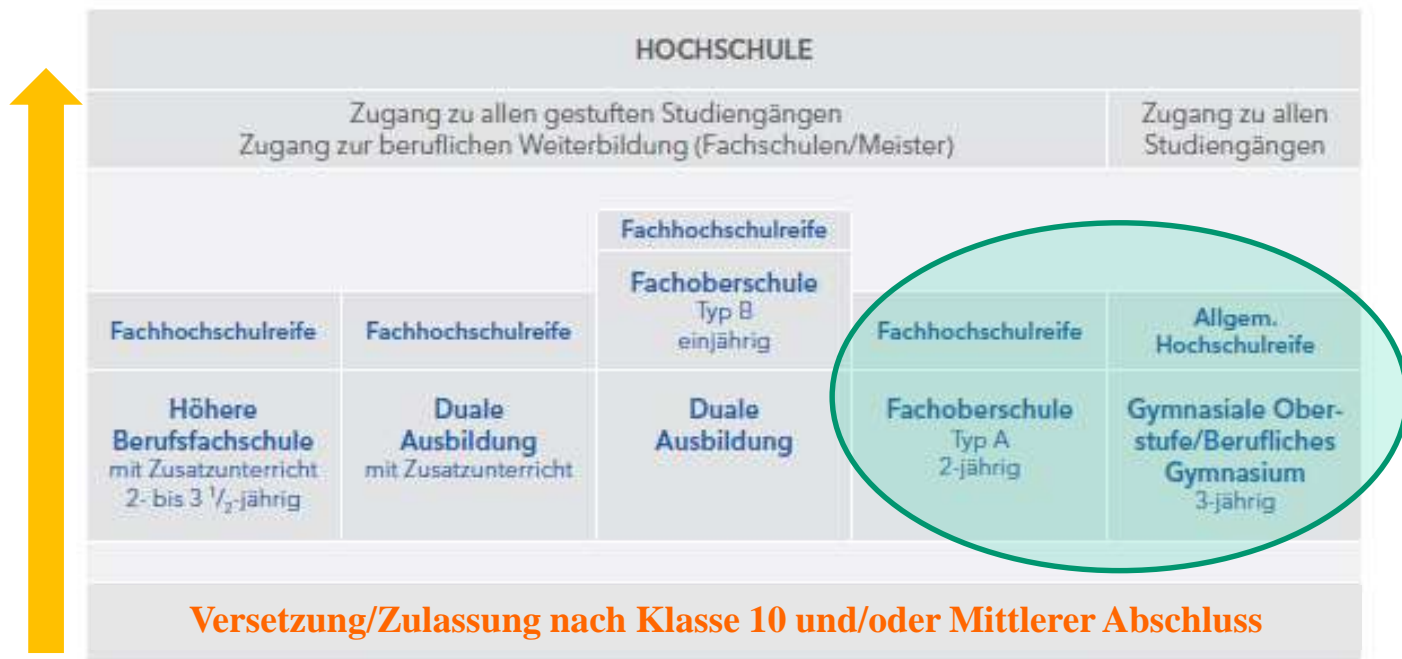 HOCHSCHULE
Zugang zu allen gestuften Studiengängen
Zugang zur beruflichen Weiterbildung (Fachschulen/Meister)
Zugang zu allen
Studiengängen
Fachhochschulreife
Fachoberschule
Typ B
einjährig
Fachhochschulreife
Fachhochschulreife
Fachhochschulreife
Allgem.
Hochschulreife
Höhere
Berufsfachschule
mit Zusatzunterricht
2- bis 3 1/2-jährig
Duale
Ausbildung
mit Zusatzunterricht
Duale
Ausbildung
Fachoberschule
Typ A
2-jährig
Gymnasiale Ober-
stufe/Berufliches
Gymnasium
3-jährig
Versetzung/Zulassung nach Klasse 10 und/oder Mittlerer Abschluss